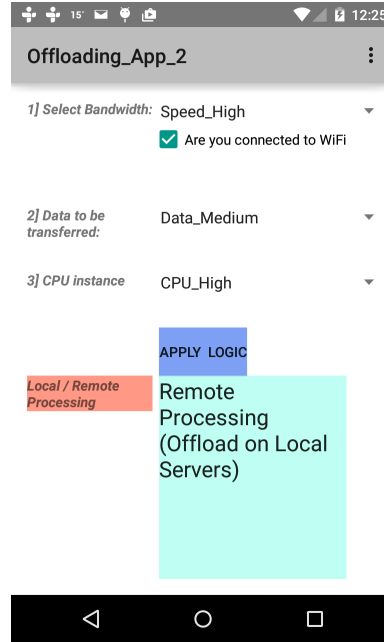 15' 12:25
Offloading_App_2
1] Select Bandwidth: Speed_High
Are you connected to WiFi
2] Data to be Data_Medium
transferred:
3] CPU instance CPU_High
APPLY LOGIC
Local / Remote
Processing
Remote
Processing
(Offload on Local
Servers)